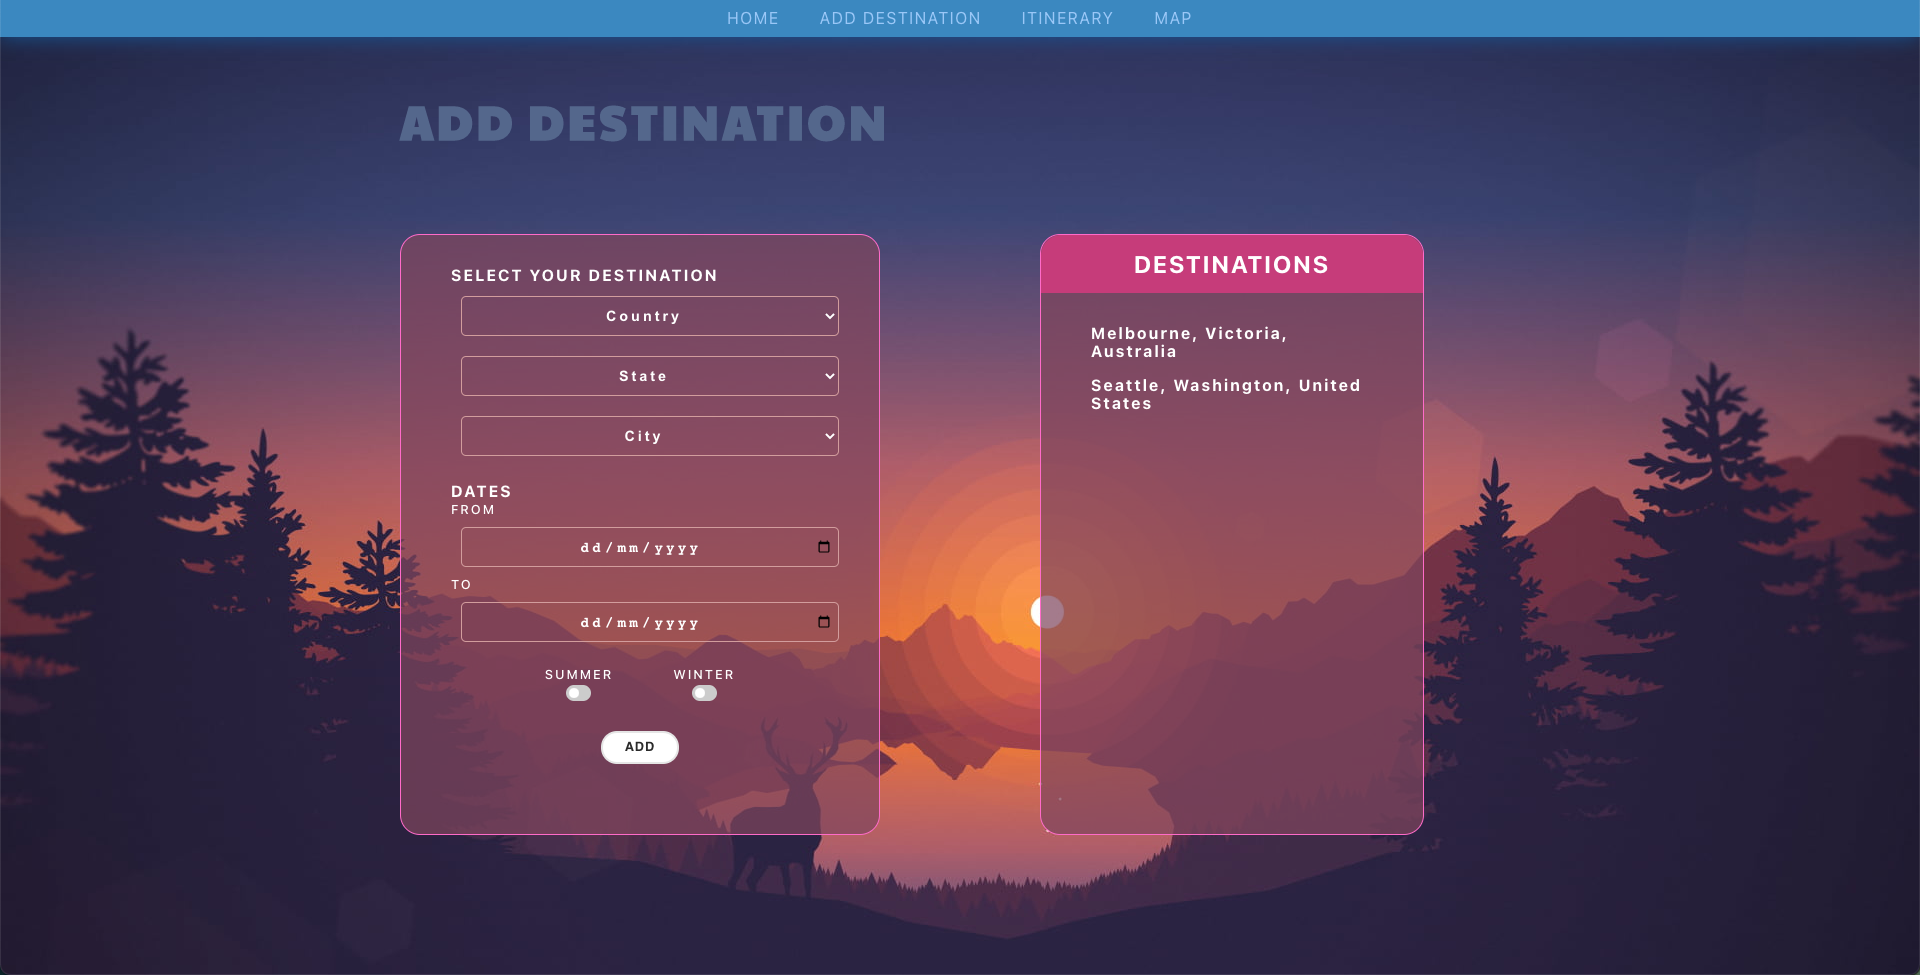 HOME ADD DESTINATION ITINERARY MAP
ADD DESTINATION
SELECT YOUR DESTINATION
Country
State
City
DATES
FROM
dd/mm/yyyy
TO
dd/mm/yyyy
SUMMER WINTER
ADD
DESTINATIONS
Melbourne, Victoria,
Australia
Seattle, Washington, United
States